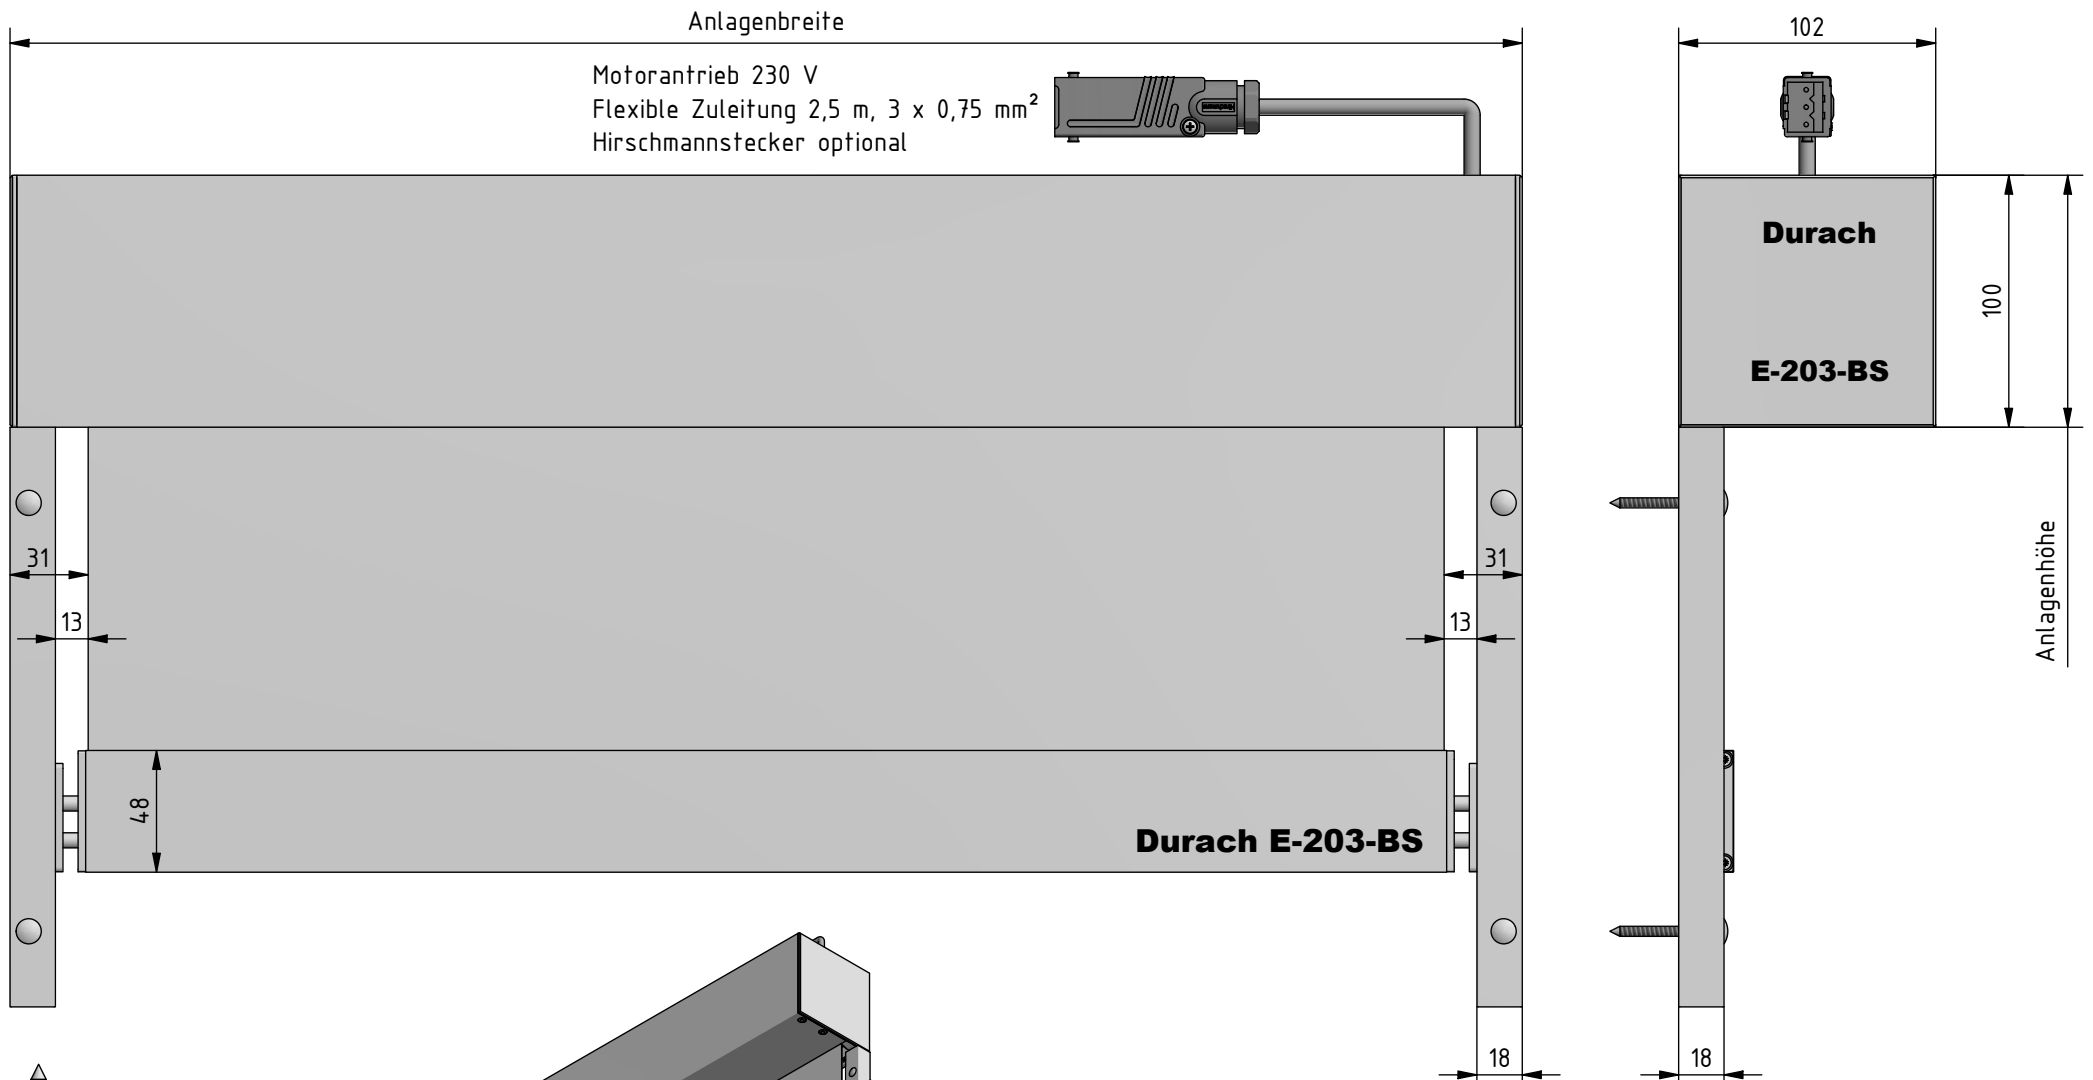 Anlagenbreite
102
Motorantrieb 230 V
Flexible Zuleitung 2,5 m, 3 x 0,75 mm²
Hirschmannstecker optional
Durach
E-203-BS
100
Anlagenhöhe
31
31
13
13
48
Durach E-203-BS
18
18